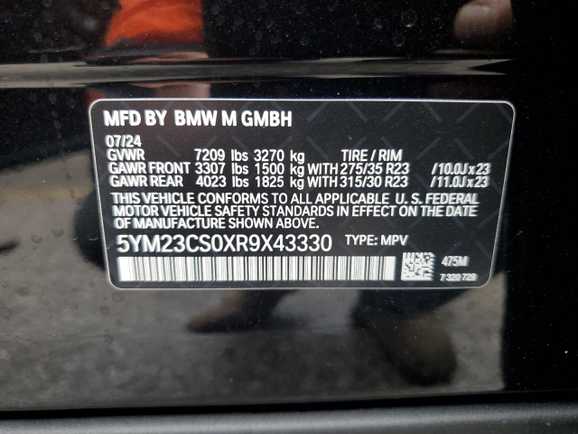 MFD BY BMW M GMBH
07/24
GVWR 7209 lbs 3270 kg TIRE / RIM
GAWR FRONT 3307 lbs 1500 kg WITH 275/35 R23 /10.0J x 23
GAWR REAR 4023 lbs 1825 kg WITH 315/30 R23 /11.0J x 23
THIS VEHICLE CONFORMS TO ALL APPLICABLE U. S. FEDERAL
MOTOR VEHICLE SAFETY STANDARDS IN EFFECT ON THE DATE OF
MANUFACTURE SHOWN ABOVE.
5YM23CS0XR9X43330 TYPE: MPV
475M
7 320 729